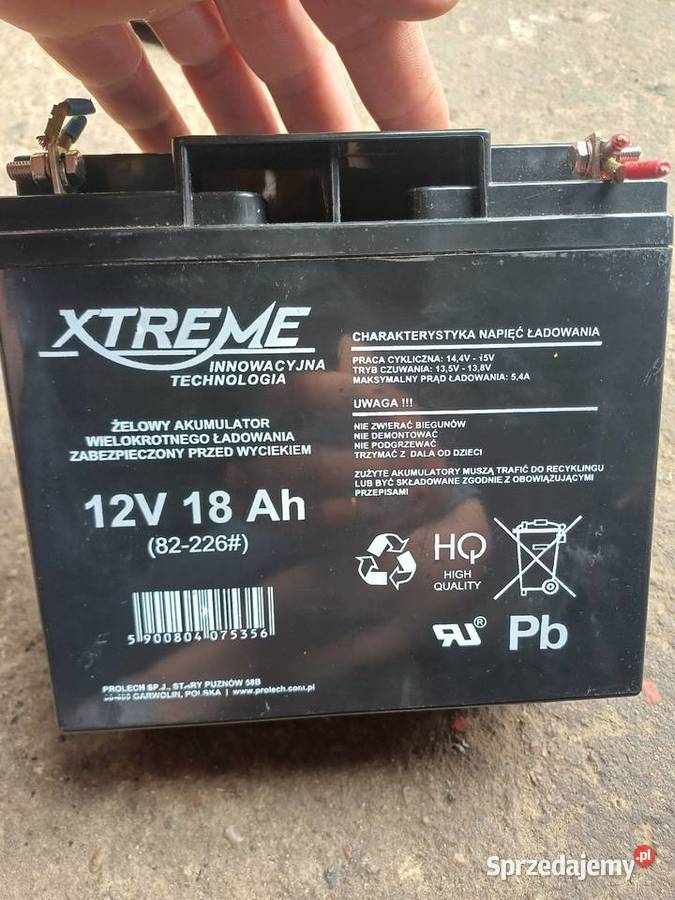 XTREME
INNOWACYJNA
TECHNOLOGIA
ŻELOWY AKUMULATOR
WIELOKROTNEGO ŁADOWANIA
ZABEZPIECZONY PRZED WYCIEKIEM
12V 18 Ah
(82-226#)
5 900804 075356
PROLECH SP.J., STARY PUZNÓW 58B
GARWOLIN, POLSKA | www.prolech.com.pl
CHARAKTERYSTYKA NAPIĘĆ ŁADOWANIA
PRACA CYKLICZNA: 14,4V - 15V
TRYB CZUWANIA: 13,5V - 13,8V
MAKSYMALNY PRĄD ŁADOWANIA: 5,4A
UWAGA !!!
NIE ZWIERAĆ BIEGUNÓW
NIE DEMONTOWAĆ
NIE PODGRZEWAĆ
TRZYMAĆ Z DALA OD DZIECI
ZUŻYTE AKUMULATORY MUSZĄ TRAFIĆ DO RECYKLINGU
LUB BYĆ SKŁADOWANE ZGODNIE Z OBOWIĄZUJĄCYMI
PRZEPISAMI
HQ
HIGH
QUALITY
RU®
Pb
Sprzedajemy.pl